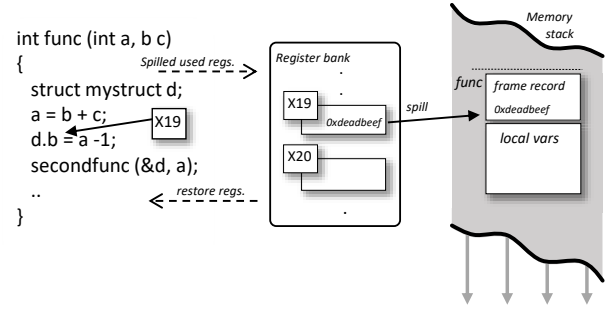 int func (int a, b c)
{
struct mystruct d;
a = b + c;
d.b = a -1;
secondfunc (&d, a);
..
}
X19
Spilled used regs.
restore regs.
Register bank
.
.
X19
0xdeadbeef
X20
.
spill
Memory
stack
func
frame record
0xdeadbeef
local vars